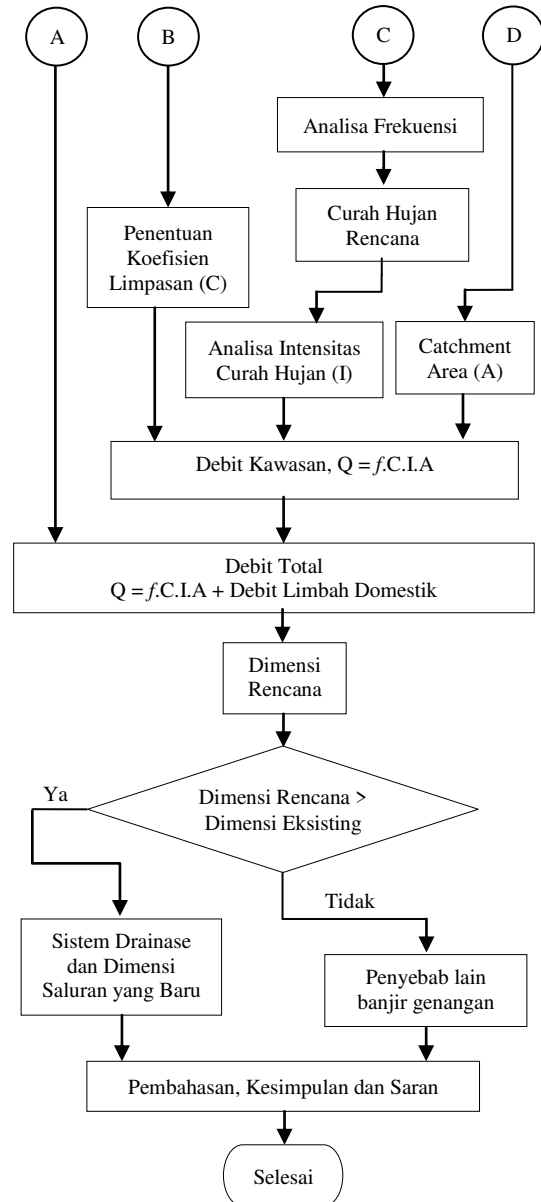 A
B
C
D
Analisa Frekuensi
Curah Hujan
Rencana
Penentuan
Koefisien
Limpasan (C)
Analisa Intensitas
Curah Hujan (I)
Catchment
Area (A)
Debit Kawasan, Q = f.C.I.A
Debit Total
Q = f.C.I.A + Debit Limbah Domestik
Dimensi
Rencana
Dimensi Rencana >
Dimensi Eksisting
Ya
Tidak
Sistem Drainase
dan Dimensi
Saluran yang Baru
Penyebab lain
banjir genangan
Pembahasan, Kesimpulan dan Saran
Selesai